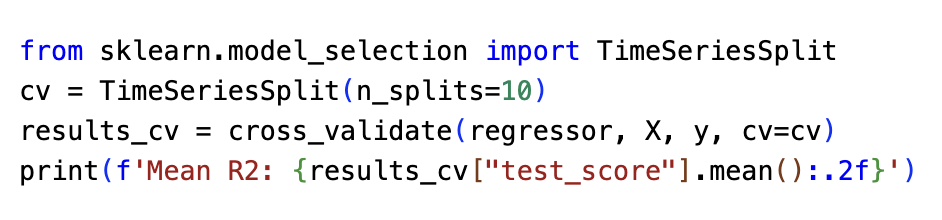 from sklearn.model_selection import TimeSeriesSplit
cv = TimeSeriesSplit(n_splits=10)
results_cv = cross_validate(regressor, X, y, cv=cv)
print(f'Mean R2: {results_cv["test_score"].mean():.2f}')